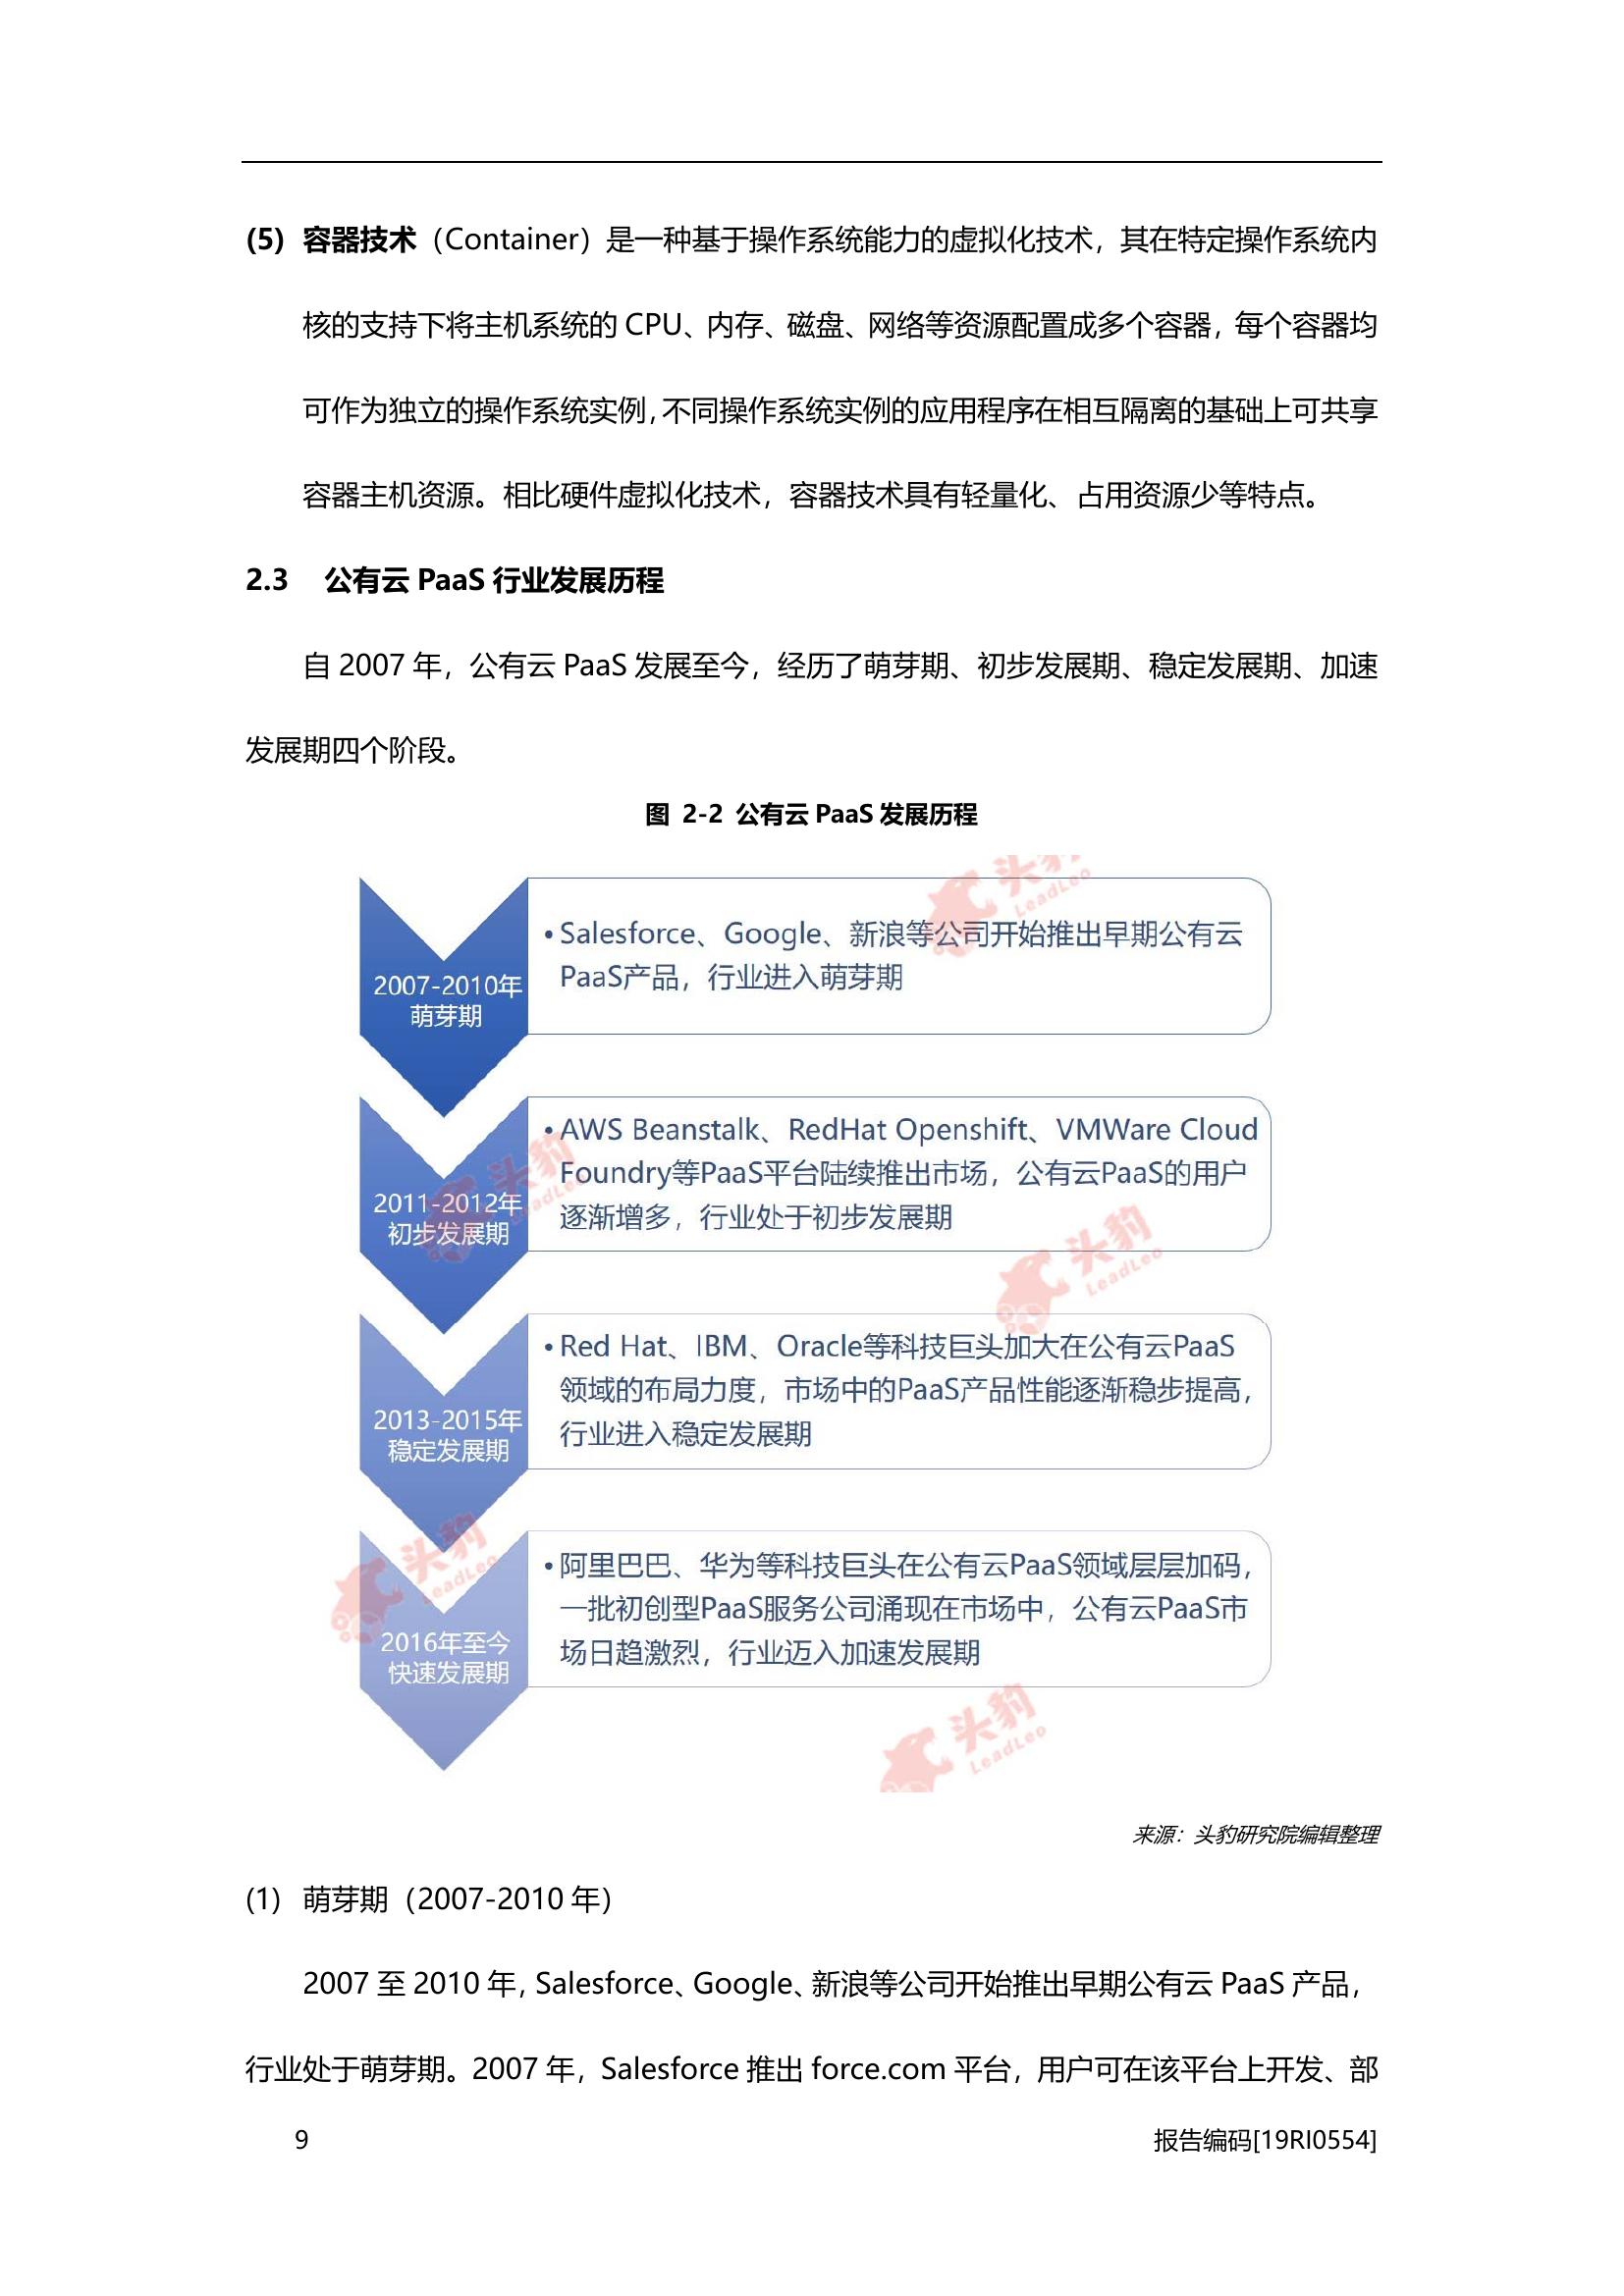 (5) 容器技术（Container）是一种基于操作系统能力的虚拟化技术，其在特定操作系统内
核的支持下将主机系统的 CPU、内存、磁盘、网络等资源配置成多个容器，每个容器均
可作为独立的操作系统实例，不同操作系统实例的应用程序在相互隔离的基础上可共享
容器主机资源。相比硬件虚拟化技术，容器技术具有轻量化、占用资源少等特点。
2.3 公有云 PaaS 行业发展历程
自 2007 年，公有云 PaaS 发展至今，经历了萌芽期、初步发展期、稳定发展期、加速
发展期四个阶段。
图 2-2 公有云 PaaS 发展历程
2007-2010年
萌芽期
•Salesforce、Google、新浪等公司开始推出早期公有云
PaaS产品，行业进入萌芽期
2011-2012年
初步发展期
•AWS Beanstalk、RedHat Openshift、VMWare Cloud
Foundry等PaaS平台陆续推出市场，公有云PaaS的用户
逐渐增多，行业处于初步发展期
2013-2015年
稳定发展期
•Red Hat、IBM、Oracle等科技巨头加大在公有云PaaS
领域的布局力度，市场中的PaaS产品性能逐渐稳步提高，
行业进入稳定发展期
2016年至今
快速发展期
•阿里巴巴、华为等科技巨头在公有云PaaS领域层层加码，
一批初创型PaaS服务公司涌现在市场中，公有云PaaS市
场日趋激烈，行业迈入加速发展期
头豹
LeadLeo
头豹
LeadLeo
头豹
LeadLeo
头豹
LeadLeo
头豹
LeadLeo
来源：头豹研究院编辑整理
(1) 萌芽期（2007-2010 年）
2007 至 2010 年，Salesforce、Google、新浪等公司开始推出早期公有云 PaaS 产品，
行业处于萌芽期。2007 年，Salesforce 推出 force.com 平台，用户可在该平台上开发、部
9
报告编码[19RI0554]